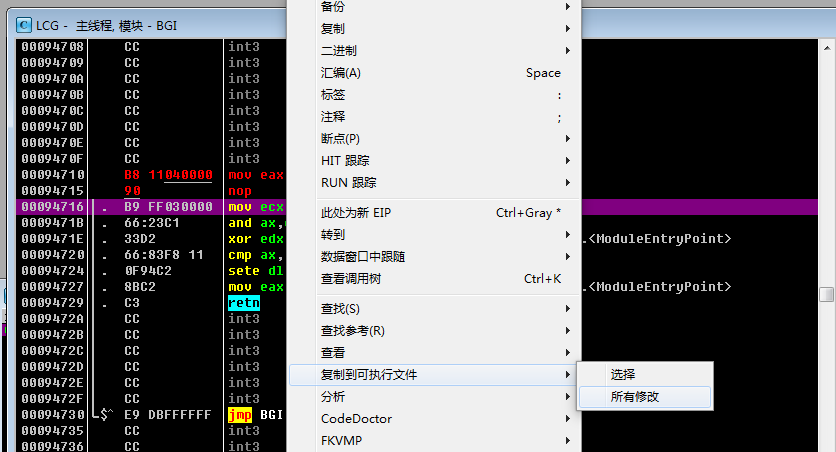 LCG - 主线程, 模块 - BGI
00094708 CC int3
00094709 CC int3
0009470A CC int3
0009470B CC int3
0009470C CC int3
0009470D CC int3
0009470E CC int3
0009470F CC int3
00094710 B8 11040000 mov eax
00094715 90 nop
00094716 . B9 FF030000 mov ecx
0009471B . 66:23C1 and ax,
0009471E . 33D2 xor edx .<ModuleEntryPoint>
00094720 . 66:83F8 11 cmp ax,
00094724 . 0F94C2 sete dl
00094727 . 8BC2 mov eax .<ModuleEntryPoint>
00094729 . C3 retn
0009472A CC int3
0009472B CC int3
0009472C CC int3
0009472D CC int3
0009472E CC int3
0009472F CC int3
00094730 $^ E9 DBFFFFFF jmp BGI
00094735 CC int3
00094736 CC int3
备份
复制
二进制
汇编(A) Space
标签 :
注释 ;
断点(P)
HIT 跟踪
RUN 跟踪
此处为新 EIP Ctrl+Gray *
转到
数据窗口中跟随
查看调用树 Ctrl+K
查找(S)
查找参考(R)
查看
复制到可执行文件
分析
CodeDoctor
FKVMP
选择
所有修改